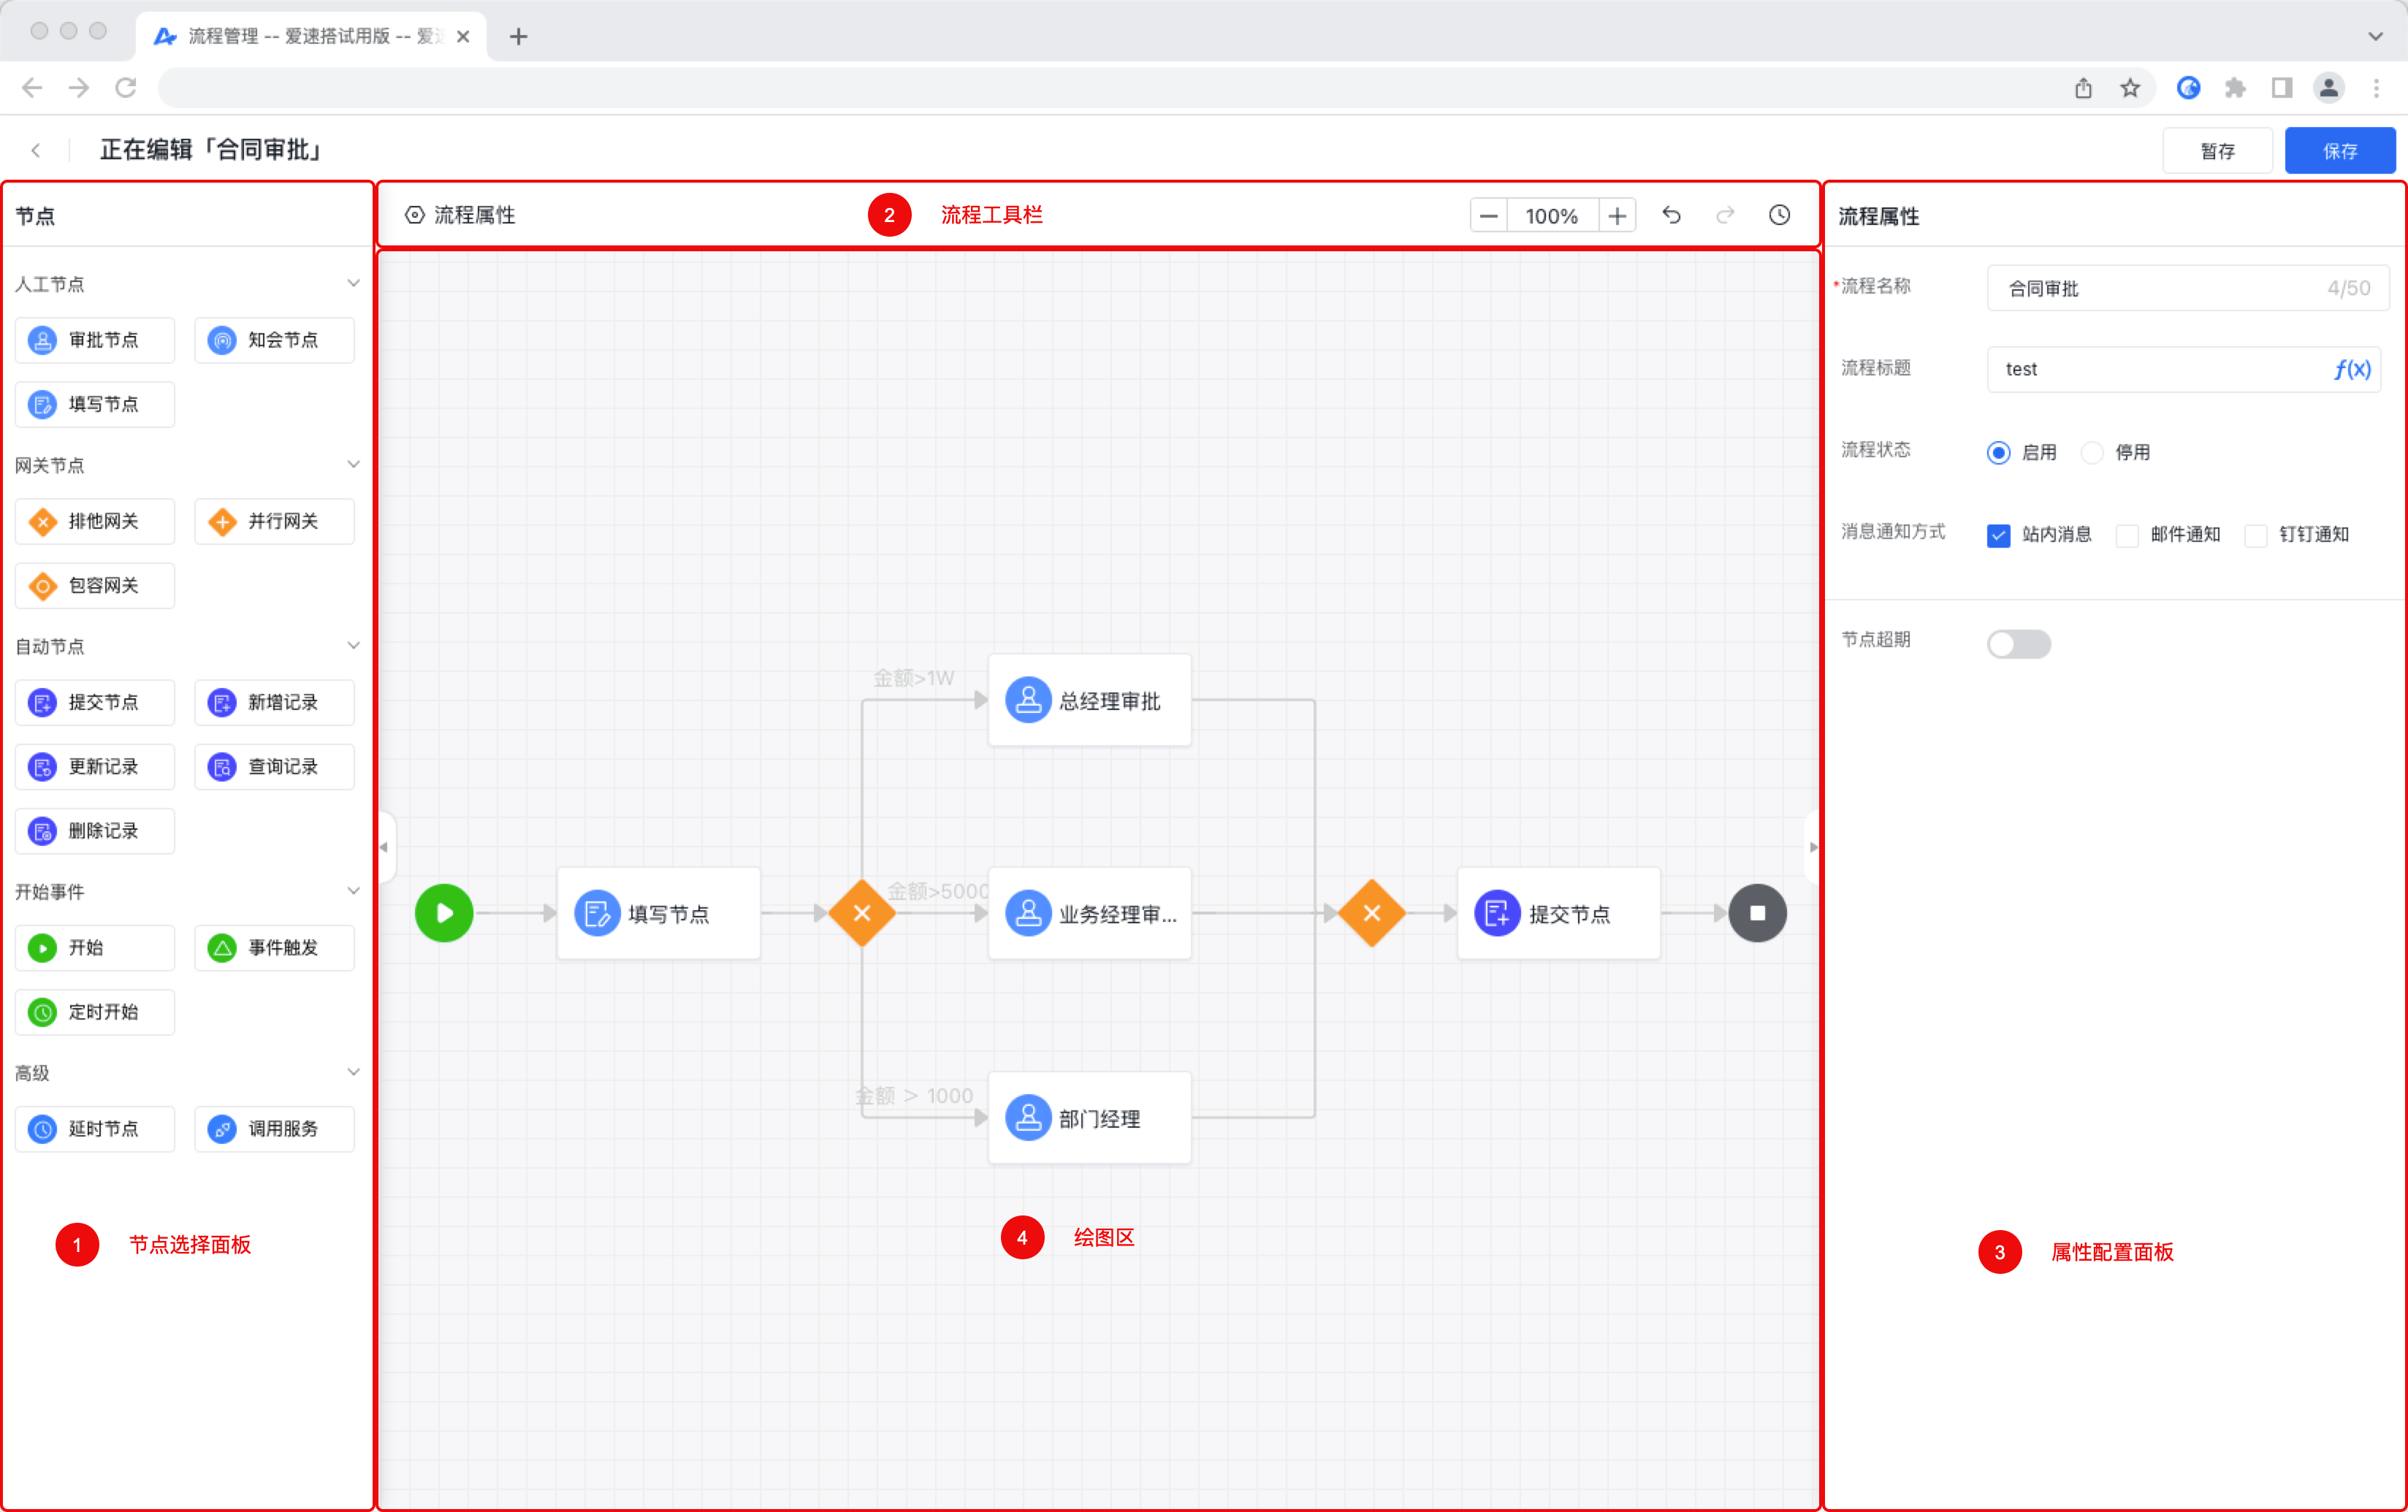 流程管理 -- 爱速搭试用版 -- 爱
正在编辑「合同审批」
暂存
保存
节点
人工节点
审批节点
知会节点
填写节点
网关节点
排他网关
并行网关
包容网关
自动节点
提交节点
新增记录
更新记录
查询记录
删除记录
开始事件
开始
事件触发
定时开始
高级
延时节点
调用服务
1 节点选择面板
流程属性
2 流程工具栏
100%
金额>1W
总经理审批
填写节点
金额>5000
业务经理审...
提交节点
金额 > 1000
部门经理
4 绘图区
流程属性
*流程名称
合同审批
4/50
流程标题
test
f(x)
流程状态
启用
停用
消息通知方式
站内消息
邮件通知
钉钉通知
节点超期
3 属性配置面板